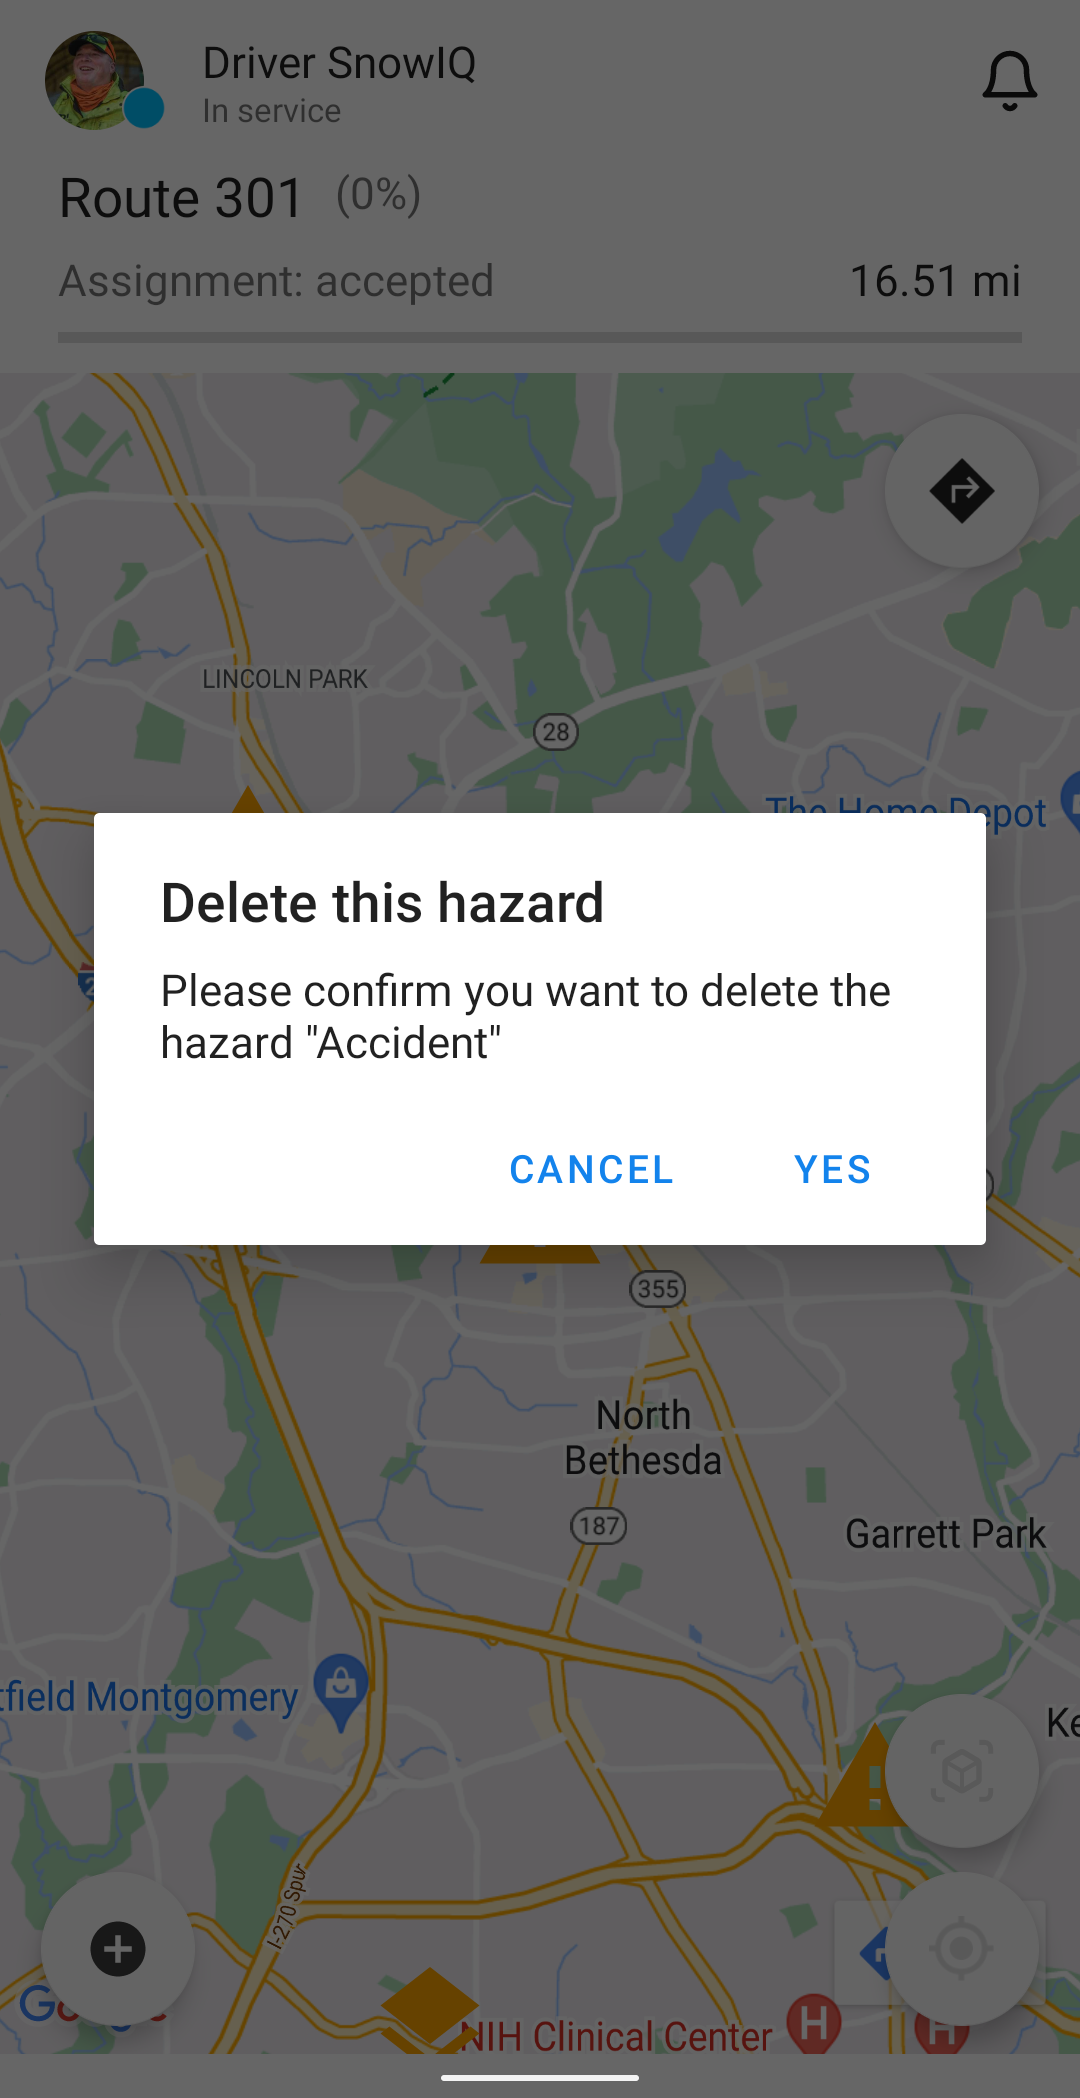 Driver SnowIQ
In service
Route 301 (0%)
Assignment: accepted
16.51 mi
LINCOLN PARK
28
The Home Depot
Delete this hazard
Please confirm you want to delete the
hazard "Accident"
CANCEL
YES
355
North
Bethesda
187
Garrett Park
tfield Montgomery
Ke
I-270 Spur
NIH Clinical Center
H
H